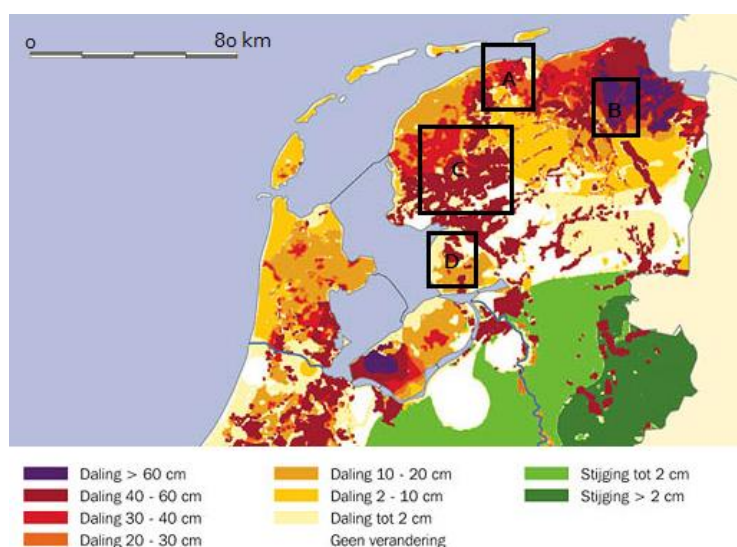 0 80 km
A
B
C
D
Daling > 60 cm
Daling 40 - 60 cm
Daling 30 - 40 cm
Daling 20 - 30 cm
Daling 10 - 20 cm
Daling 2 - 10 cm
Daling tot 2 cm
Geen verandering
Stijging tot 2 cm
Stijging > 2 cm